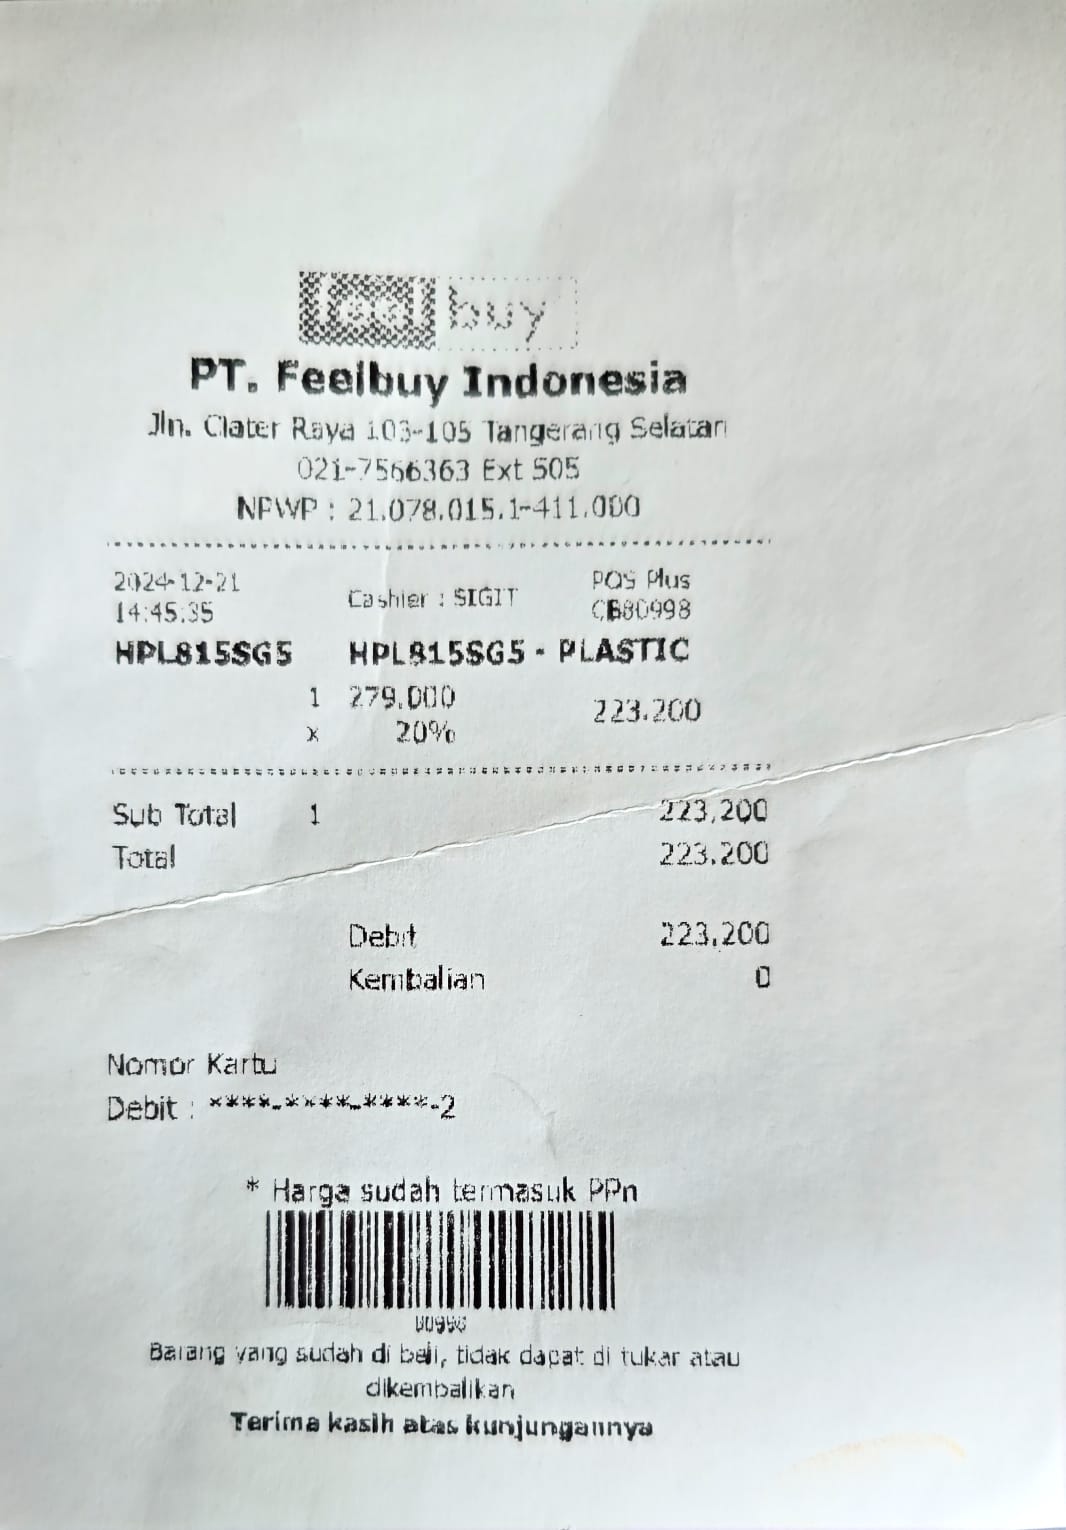 feel buy
PT. Feelbuy Indonesia
Jln. Ciater Raya 103-105 Tangerang Selatan
021-7566363 Ext 505
NPWP : 21.078.015.1-411.000
2024-12-21 14:45:35 Cashier : SIGIT POS Plus CB80998
HPL815SG5 HPL815SG5 - PLASTIC
1 279.000 223.200
x 20%
Sub Total 1 223,200
Total 223.200
Debit 223,200
Kembalian 0
Nomor Kartu
Debit : ****-****-****-2
* Harga sudah termasuk PPn
Barang yang sudah di beli, tidak dapat di tukar atau
dikembalikan
Terima kasih atas kunjungannya